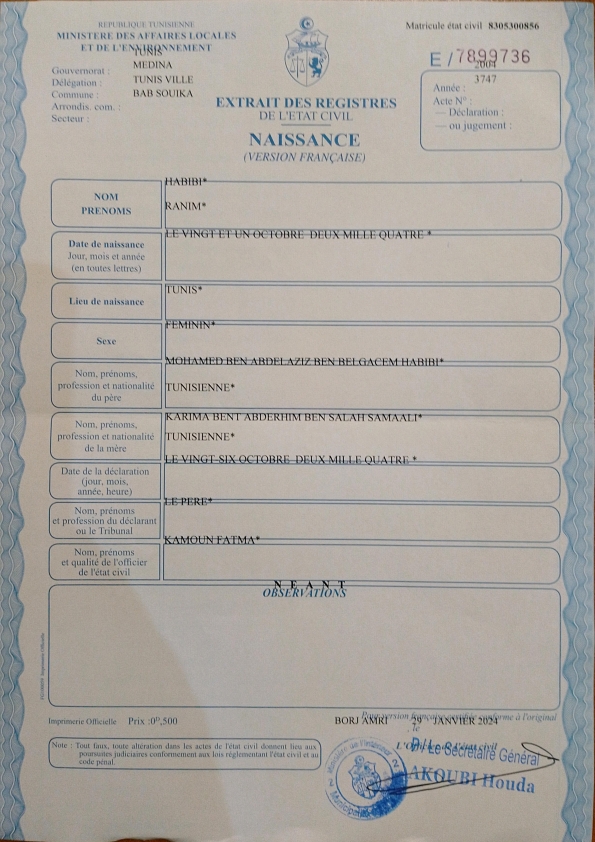 REPUBLIQUE TUNISIENNE
MINISTERE DES AFFAIRES LOCALES
ET DE L'ENVIRONNEMENT
Matricule état civil 8305300856
E / 7899736
Gouvernorat : TUNIS
Délégation : MEDINA
Commune : TUNIS VILLE
Arrondis. com. : BAB SOUIKA
Secteur :
2004
3747
Année :
Acte N° :
— Déclaration :
— ou jugement :
EXTRAIT DES REGISTRES
DE L'ETAT CIVIL
NAISSANCE
(VERSION FRANÇAISE)
NOM
PRENOMS
HABIBI*
RANIM*
Date de naissance
Jour, mois et année
(en toutes lettres)
LE VINGT ET UN OCTOBRE DEUX MILLE QUATRE *
Lieu de naissance
TUNIS*
Sexe
FEMININ*
Nom, prénoms,
profession et nationalité
du père
MOHAMED BEN ABDELAZIZ BEN BELGACEM HABIBI*
TUNISIENNE*
Nom, prénoms,
profession et nationalité
de la mère
KARIMA BENT ABDERHIM BEN SALAH SAMAALI*
TUNISIENNE*
Date de la déclaration
(jour, mois,
année, heure)
LE VINGT-SIX OCTOBRE DEUX MILLE QUATRE *
Nom, prénoms
et profession du déclarant
ou le Tribunal
LE PERE*
Nom, prénoms
et qualité de l'officier
de l'état civil
KAMOUN FATMA*
N E A N T
OBSERVATIONS
Imprimerie Officielle Prix :0ᴰ,500
Pour version française certifiée conforme à l'original
BORJ AMRI , le 29 JANVIER 2024
Note : Tout faux, toute altération dans les actes de l'état civil donnent lieu aux
poursuites judiciaires conformement aux lois réglementant l'état civil et au
code pénal.
P/ Le Secrétaire Général
AKOUBI Houda